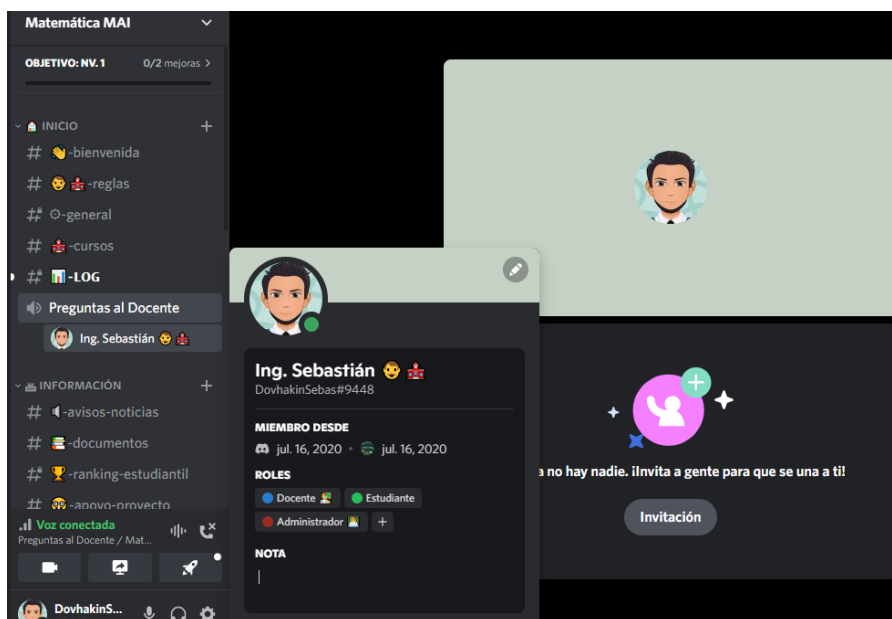 Matemática MAI
OBJETIVO: NV. 1 0/2 mejoras >
INICIO +
# 👋-bienvenida
# 👨🏫-reglas
# ⚙-general
# 🏫-cursos
# 📊-LOG
Preguntas al Docente
Ing. Sebastián 👨🏫
INFORMACIÓN +
# 📢-avisos-noticias
# 📚-documentos
# 🏆-ranking-estudiantil
# 🤓-apoyo-proyecto
Voz conectada
Preguntas al Docente / Mat...
DovhakinS...
Ing. Sebastián 👨🏫
DovhakinSebas#9448
MIEMBRO DESDE
jul. 16, 2020 • jul. 16, 2020
ROLES
Docente Estudiante
Administrador +
NOTA
a no hay nadie. ¡Invita a gente para que se una a ti!
Invitación